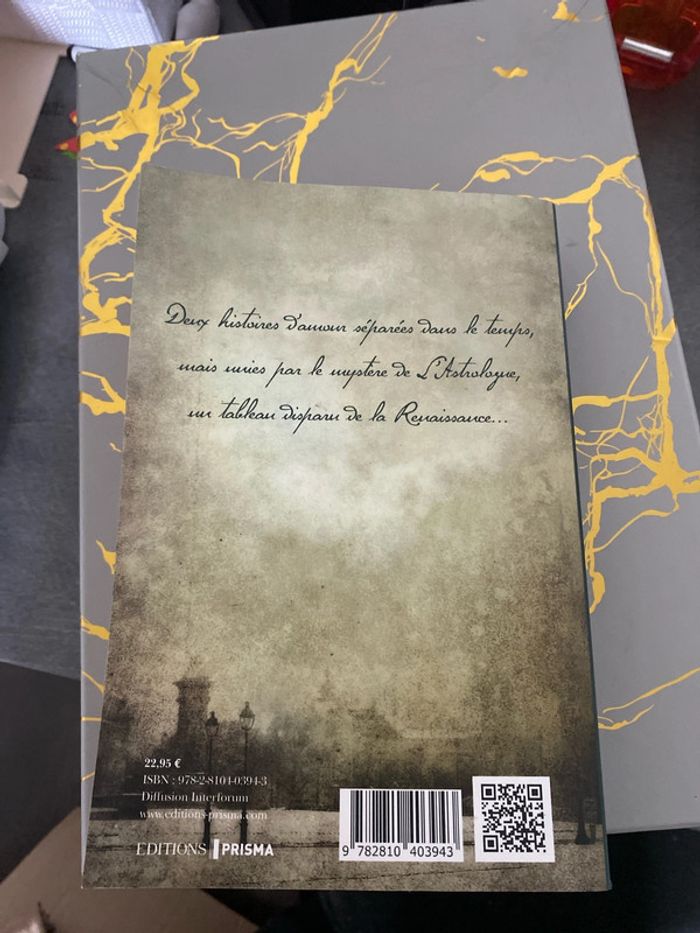 Deux histoires d'amour séparées dans le temps,
mais unies par le mystère de L'Astrologue,
un tableau disparu de la Renaissance...
22,95 €
ISBN : 978-2-8104-0394-3
Diffusion Interforum
www.editions-prisma.com
EDITIONS PRISMA
9 782810 403943